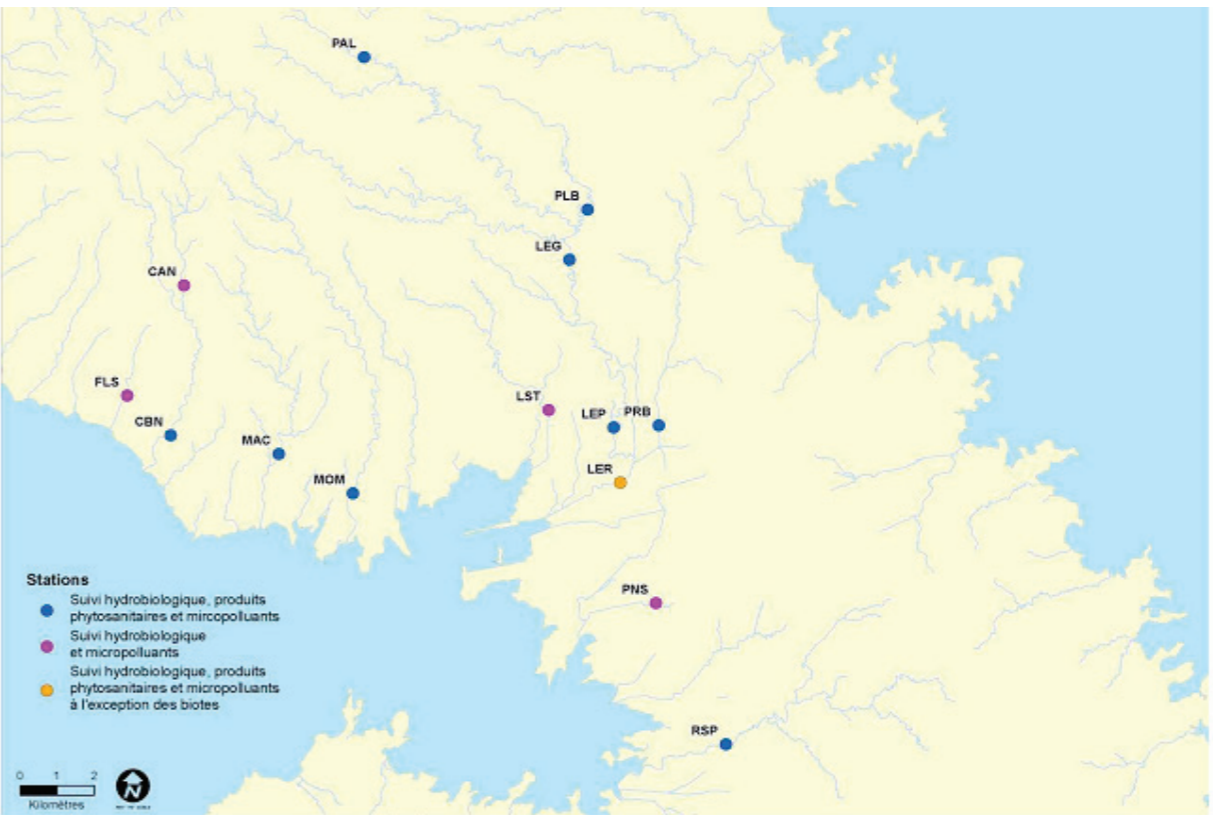 PAL
PLB
LEG
CAN
FLS
LST
CBN
LEP
PRB
MAC
LER
MOM
PNS
RSP
Stations
Suivi hydrobiologique, produits
phytosanitaires et mircopolluants
Suivi hydrobiologique
et micropolluants
Suivi hydrobiologique, produits
phytosanitaires et micropolluants
à l'exception des biotes
0 1 2
Kilomètres
N